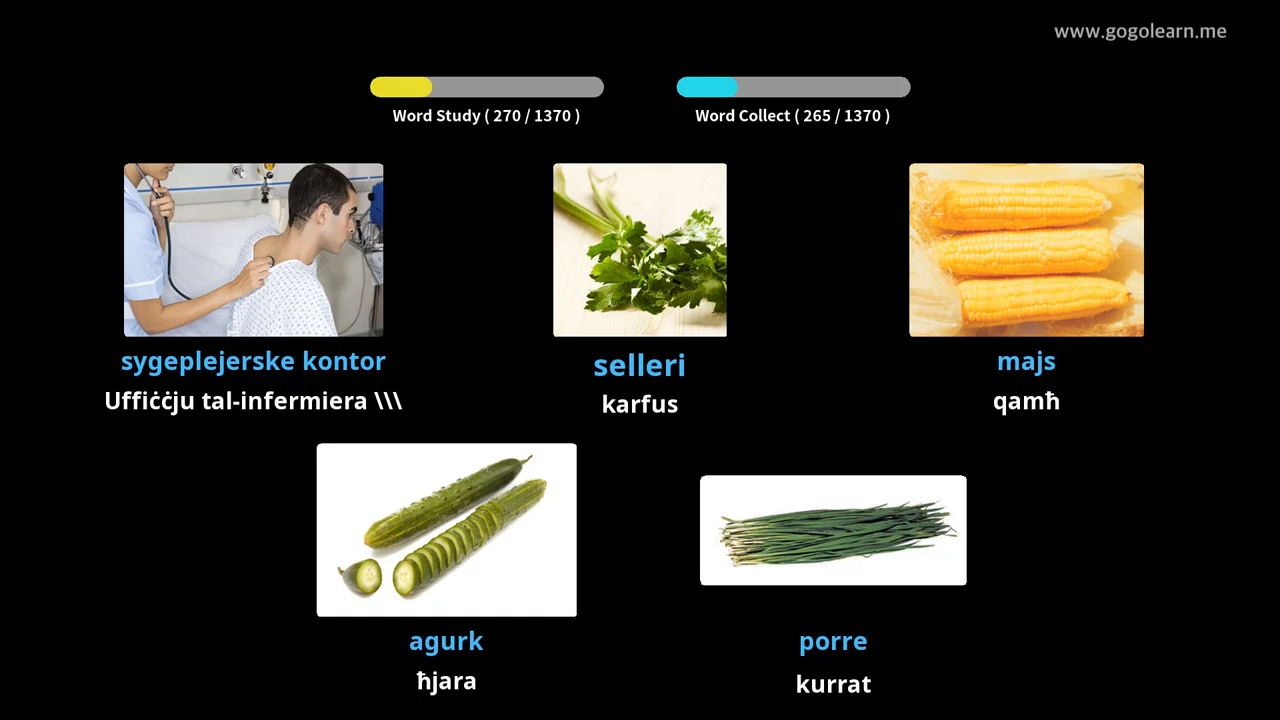 www.gogolearn.me
Word Study ( 270 / 1370 )
Word Collect ( 265 / 1370 )
sygeplejerske kontor
Uffiċċju tal-infermiera \\\
selleri
karfus
majs
qamħ
agurk
ħjara
porre
kurrat